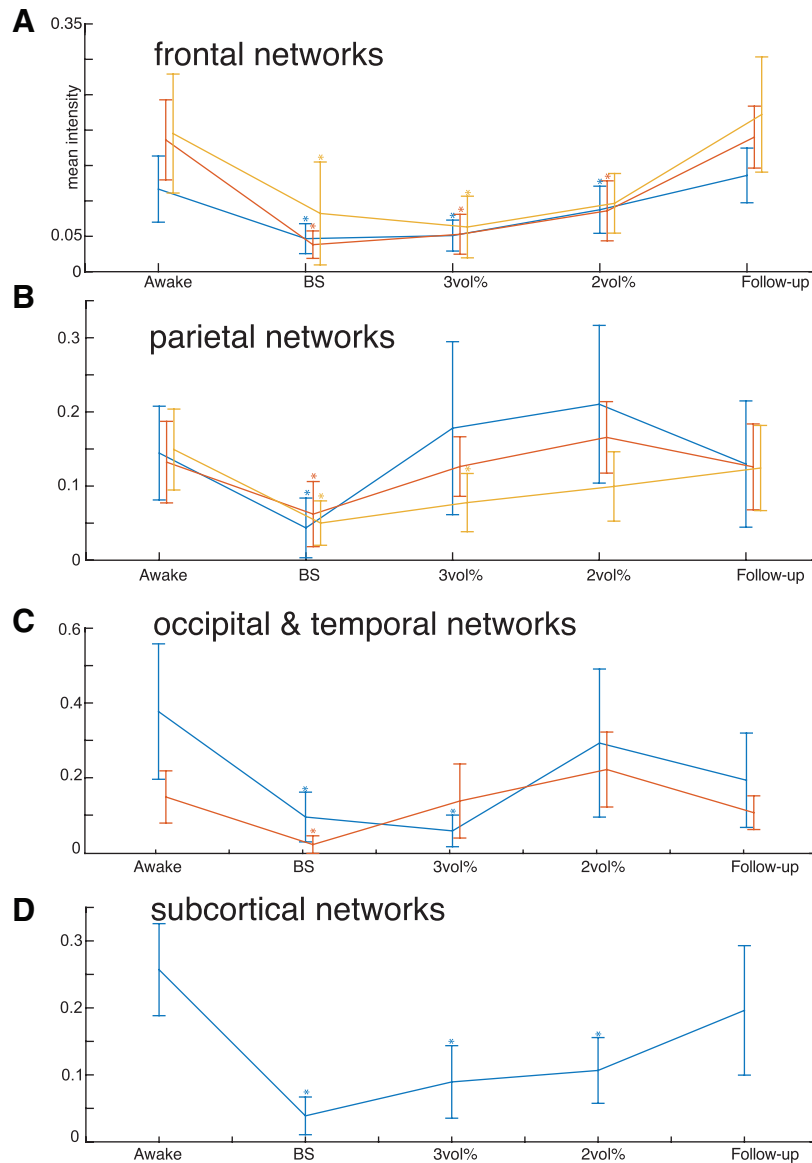 A
0.35
frontal networks
mean intensity
* * *
* * *
* *
0.05
0
Awake BS 3vol% 2vol% Follow-up
B
0.3
parietal networks
0.2
* * *
*
0.1
0
Awake BS 3vol% 2vol% Follow-up
C
0.6
occipital & temporal networks
0.4
0.2
* *
*
0
Awake BS 3vol% 2vol% Follow-up
D
subcortical networks
0.3
0.2
0.1
* * *
0
Awake BS 3vol% 2vol% Follow-up